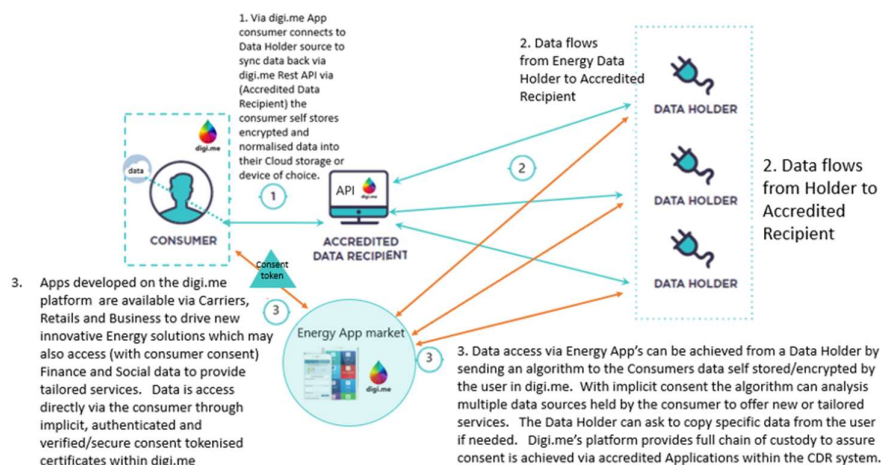 1. Via digi.me App
consumer connects to
Data Holder source to
sync data back via
digi.me Rest API via
(Accredited Data
Recipient) the
consumer self stores
encrypted and
normalised data into
their Cloud storage or
device of choice.
2. Data flows
from Energy Data
Holder to Accredited
Recipient
DATA HOLDER
DATA HOLDER
DATA HOLDER
2. Data flows
from Holder to
Accredited
Recipient
digi.me
data
CONSUMER
1
API
digi.me
ACCREDITED
DATA RECIPIENT
2
Consent
token
3
Energy App market
digi.me
3
3. Apps developed on the digi.me
platform are available via Carriers,
Retails and Business to drive new
innovative Energy solutions which may
also access (with consumer consent)
Finance and Social data to provide
tailored services. Data is access
directly via the consumer through
implicit, authenticated and
verified/secure consent tokenised
certificates within digi.me
3. Data access via Energy App's can be achieved from a Data Holder by
sending an algorithm to the Consumers data self stored/encrypted by
the user in digi.me. With implicit consent the algorithm can analysis
multiple data sources held by the consumer to offer new or tailored
services. The Data Holder can ask to copy specific data from the user
if needed. Digi.me's platform provides full chain of custody to assure
consent is achieved via accredited Applications within the CDR system.